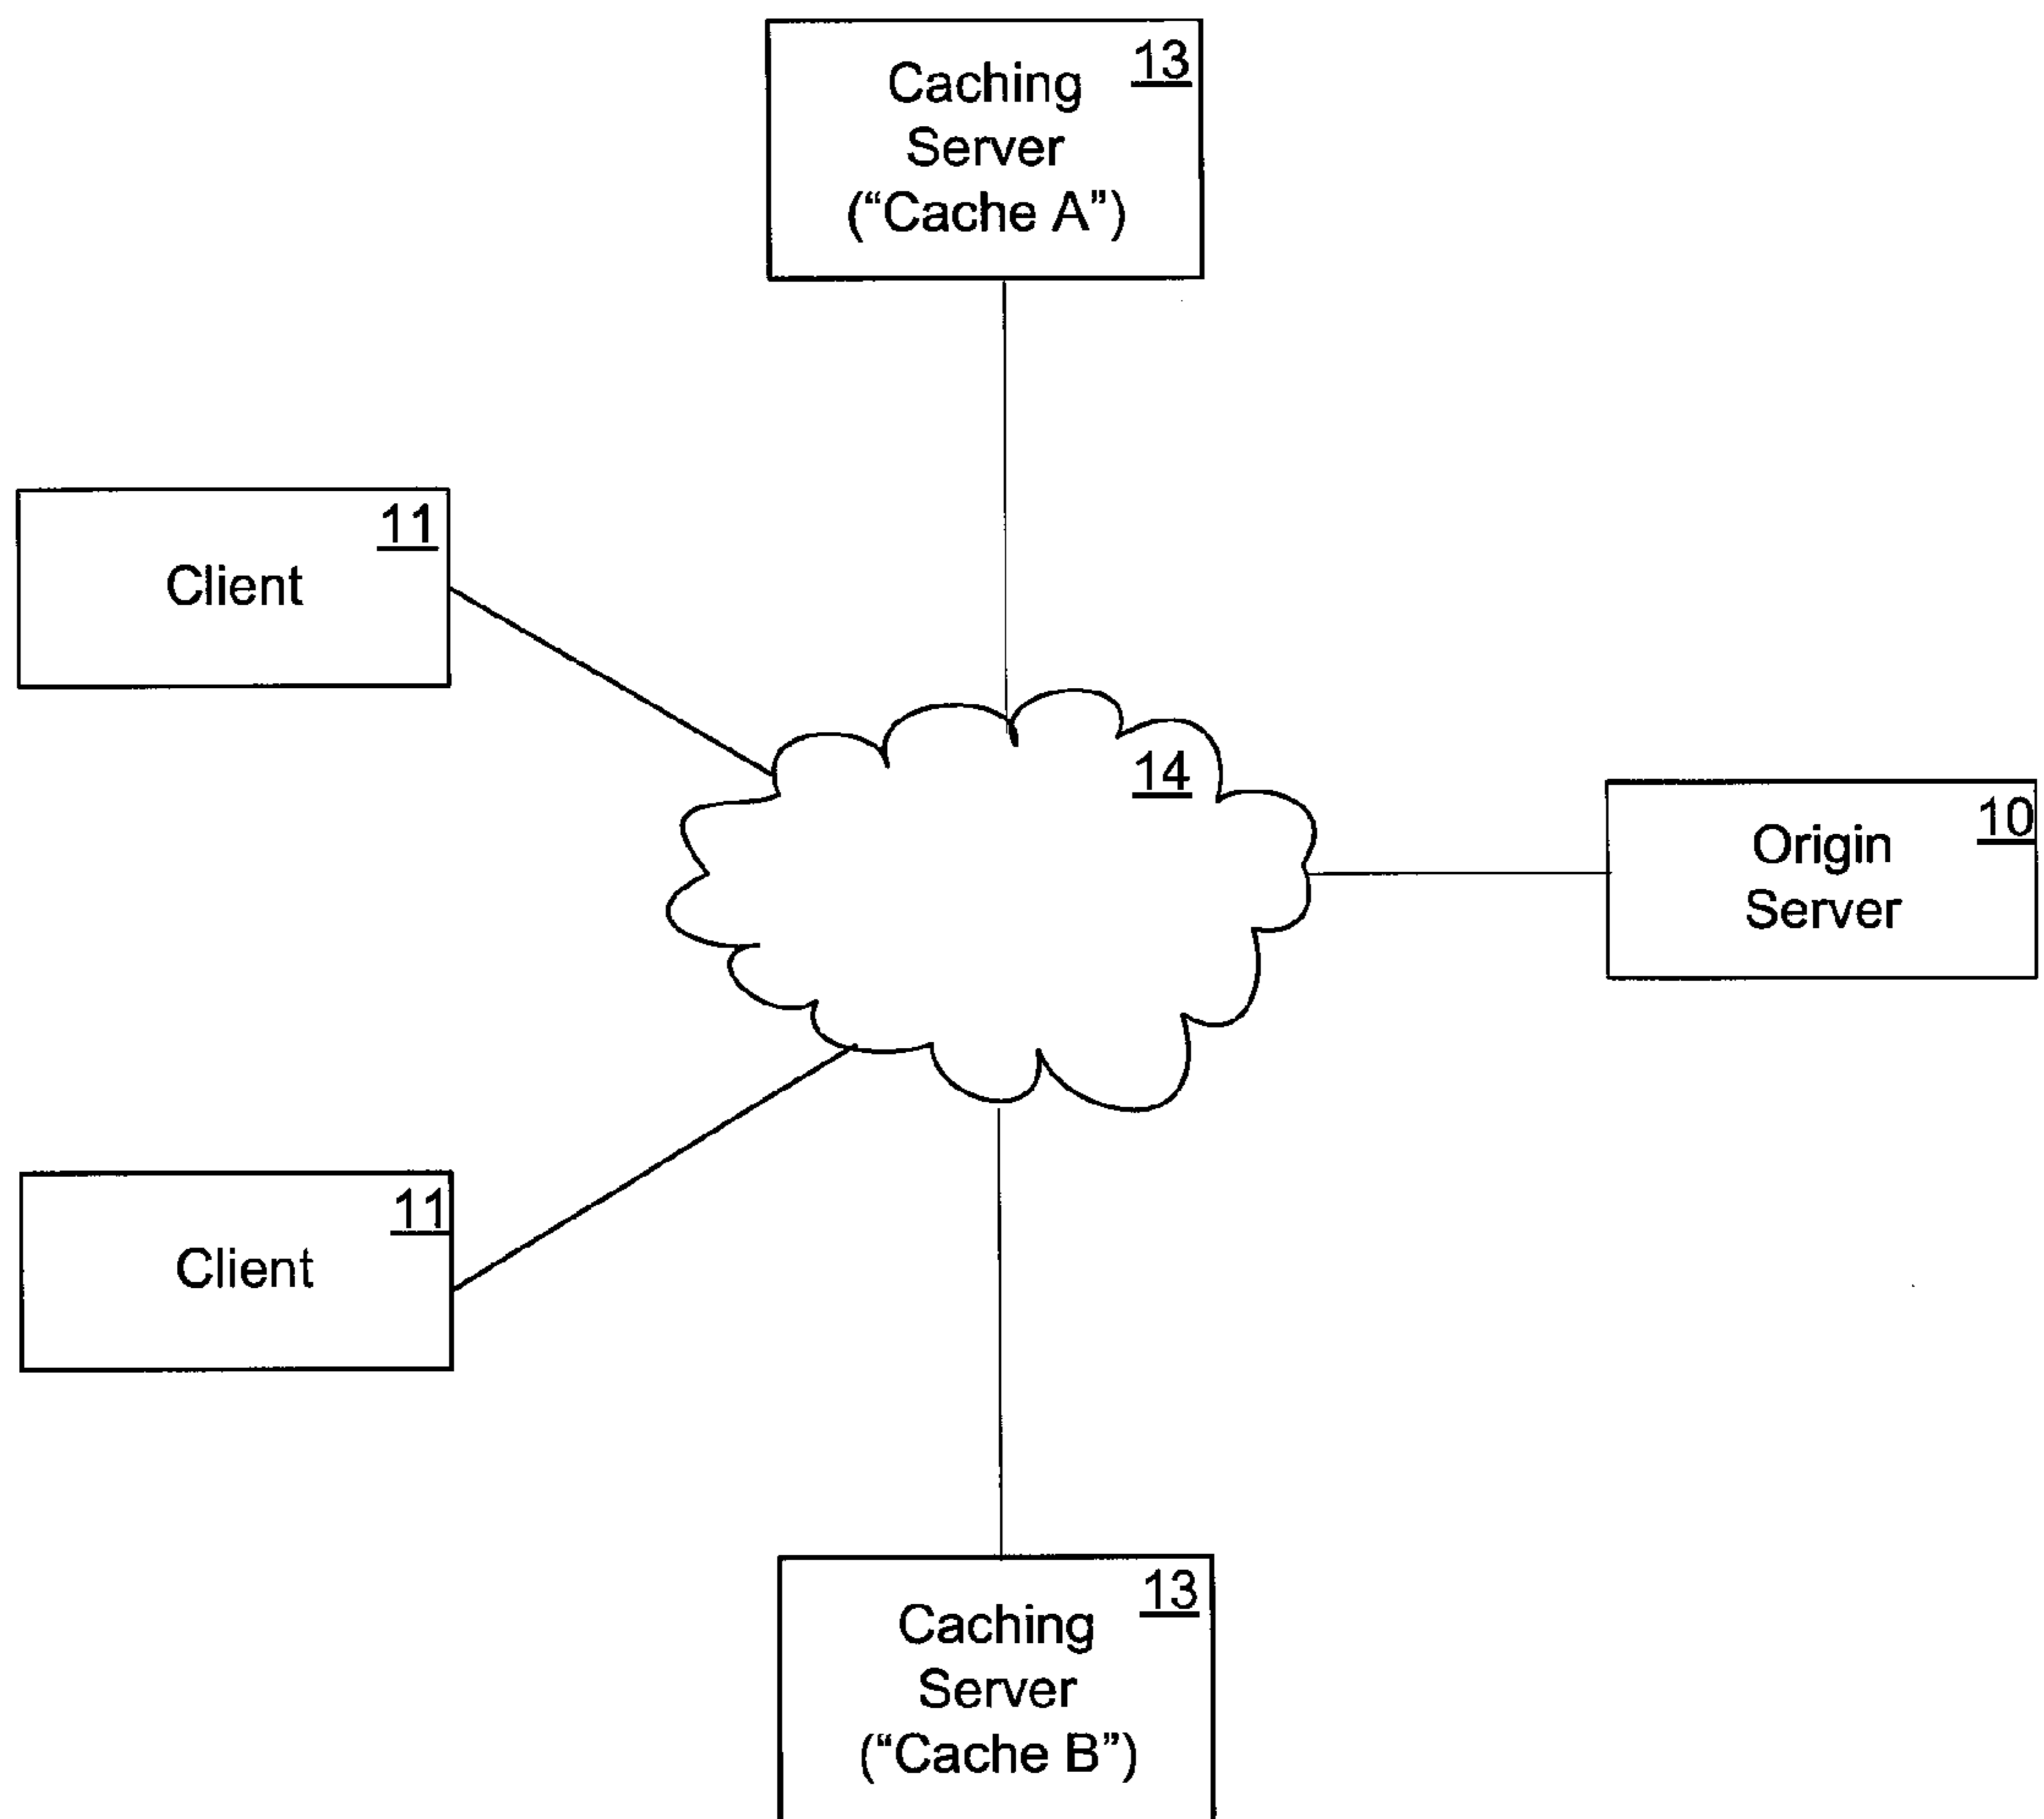 13
Caching
Server
(“Cache A”)
11
Client
14
10
Origin
Server
11
Client
13
Caching
Server
(“Cache B”)